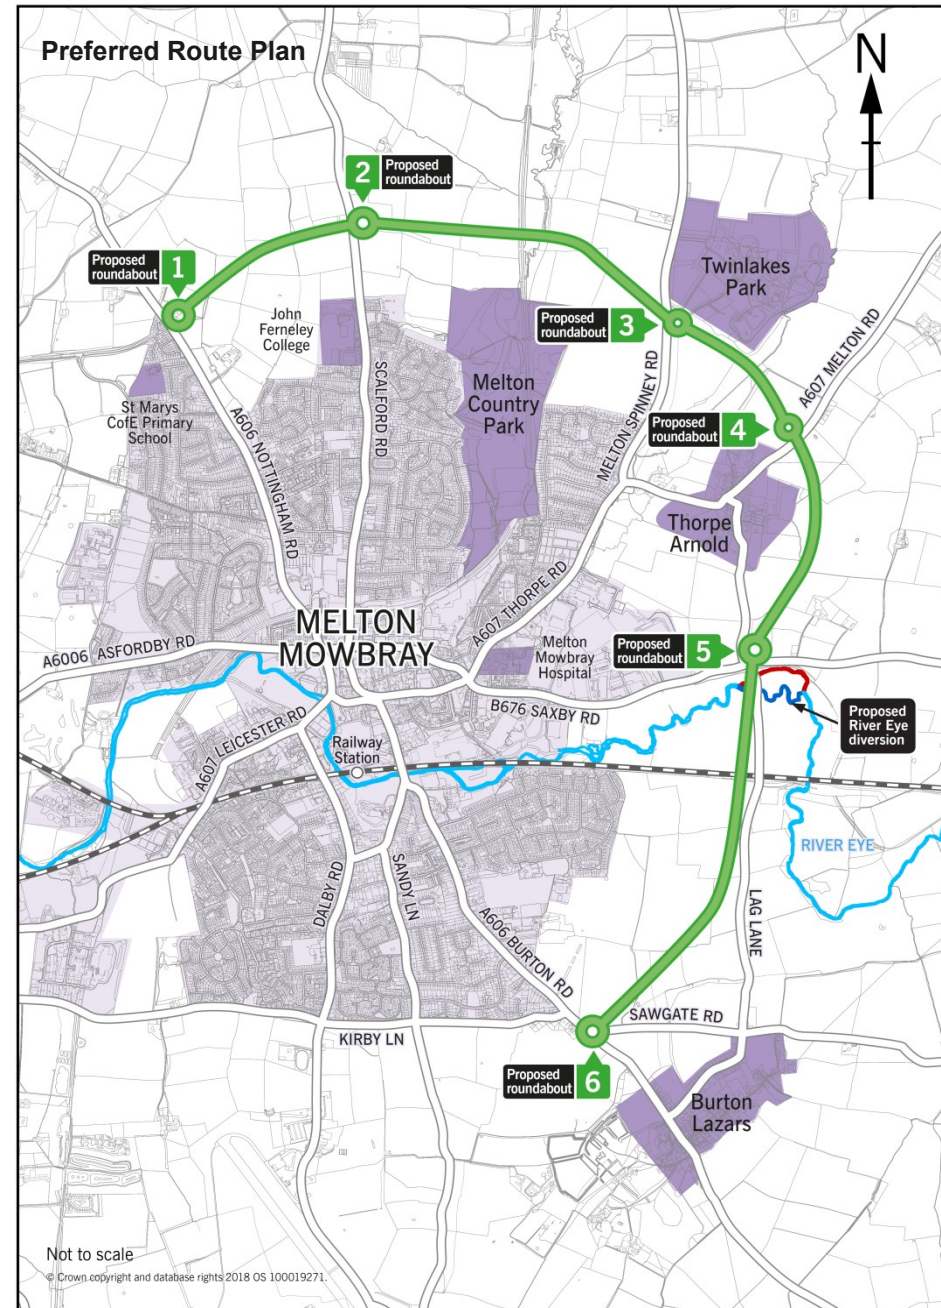 Preferred Route Plan
N
2
Proposed
roundabout
Proposed
roundabout
1
Twinlakes
Park
John
Ferneley
College
Proposed
roundabout
3
A607 MELTON RD
SCALFORD RD
Melton
Country
Park
MELTON SPINNEY RD
St Marys
CofE Primary
School
A606 NOTTINGHAM RD
Proposed
roundabout
4
Thorpe
Arnold
A607 THORPE RD
MELTON
MOWBRAY
A6006 ASFORDBY RD
Melton
Mowbray
Hospital
Proposed
roundabout
5
B676 SAXBY RD
Proposed
River Eye
diversion
A607 LEICESTER RD
Railway
Station
RIVER EYE
DALBY RD
SANDY LN
A606 BURTON RD
LAG LANE
KIRBY LN
SAWGATE RD
Proposed
roundabout
6
Burton
Lazars
Not to scale
© Crown copyright and database rights 2018 OS 100019271.